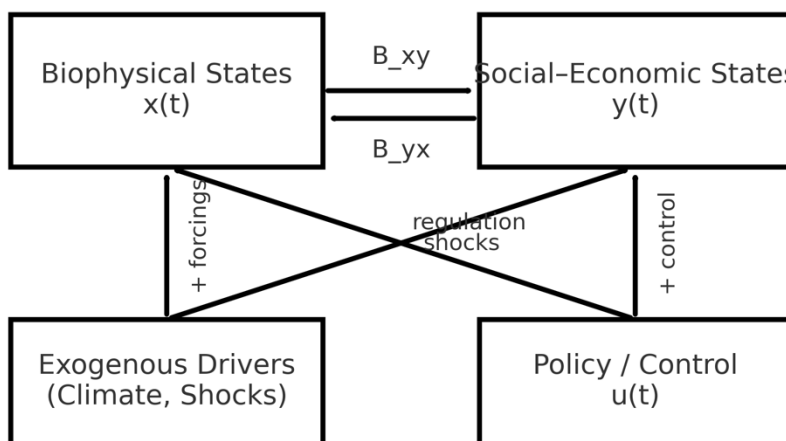 Biophysical States
x(t)
B_xy
B_yx
Social–Economic States
y(t)
+ forcings
regulation
shocks
+ control
Exogenous Drivers
(Climate, Shocks)
Policy / Control
u(t)